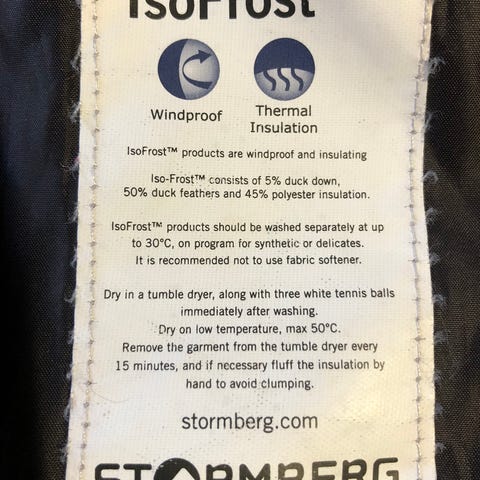 IsoFrost™
Windproof
Thermal
Insulation
IsoFrost™ products are windproof and insulating
Iso-Frost™ consists of 5% duck down,
50% duck feathers and 45% polyester insulation.
IsoFrost™ products should be washed separately at up
to 30°C, on program for synthetic or delicates.
It is recommended not to use fabric softener.
Dry in a tumble dryer, along with three white tennis balls
immediately after washing.
Dry on low temperature, max 50°C.
Remove the garment from the tumble dryer every
15 minutes, and if necessary fluff the insulation by
hand to avoid clumping.
stormberg.com
STORMBERG